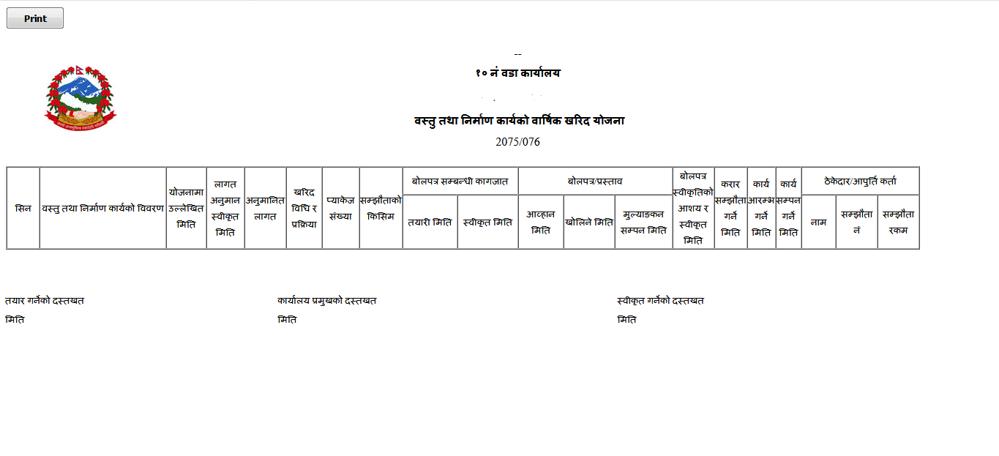 Print
--
१० नं वडा कार्यालय
वस्तु तथा निर्माण कार्यको वार्षिक खरिद योजना
2075/076
सिन
वस्तु तथा निर्माण कार्यको विवरण
योजनामा
उल्लेखित
मिति
लागत
अनुमान
स्वीकृत
मिति
अनुमानित
लागत
खरिद
विधि र
प्रक्रिया
प्याकेज
संख्या
सम्झौताको
किसिम
बोलपत्र सम्बन्धी कागजात
तयारी मिति
स्वीकृत मिति
बोलपत्र/प्रस्ताव
आव्हान
मिति
खोलिने मिति
मुल्याङकन
सम्पन मिति
बोलपत्र
स्वीकृतिको
आशय र
स्वीकृत
मिति
करार
सम्झौता
गर्ने
मिति
कार्य
आरम्भ
गर्ने
मिति
कार्य
सम्पन
गर्ने
मिति
ठेकेदार/आपुर्ति कर्ता
नाम
सम्झौता
नं
सम्झौता
रकम
तयार गर्नेको दस्तखत
मिति
कार्यालय प्रमुखको दस्तखत
मिति
स्वीकृत गर्नेको दस्तखत
मिति